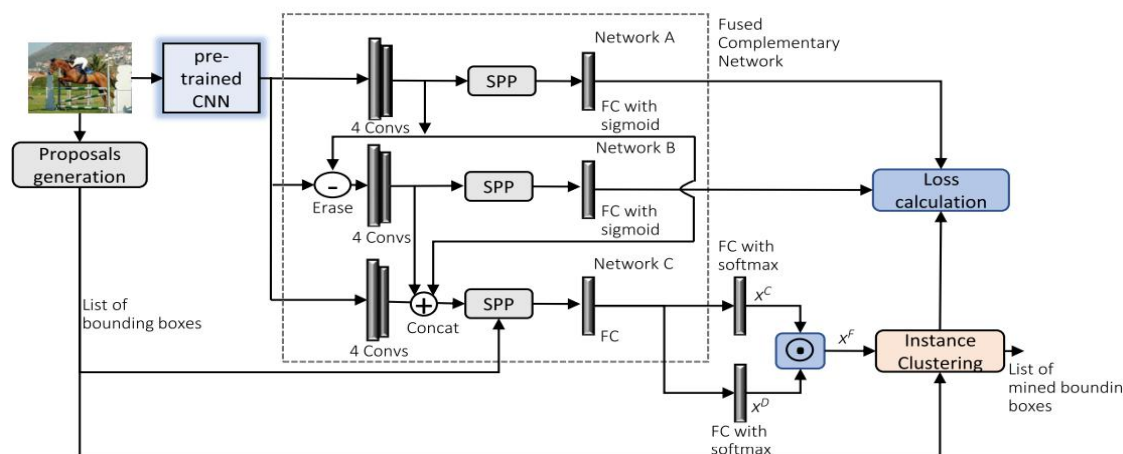 pre-
trained
CNN
Proposals
generation
List of
bounding boxes
Fused
Complementary
Network
Network A
SPP
4 Convs
FC with
sigmoid
Network B
-
Erase
SPP
4 Convs
FC with
sigmoid
Network C
+
Concat
SPP
4 Convs
FC
FC with
softmax
x^C
x^D
FC with
softmax
x^F
Loss
calculation
Instance
Clustering
List of
mined boundin
boxes